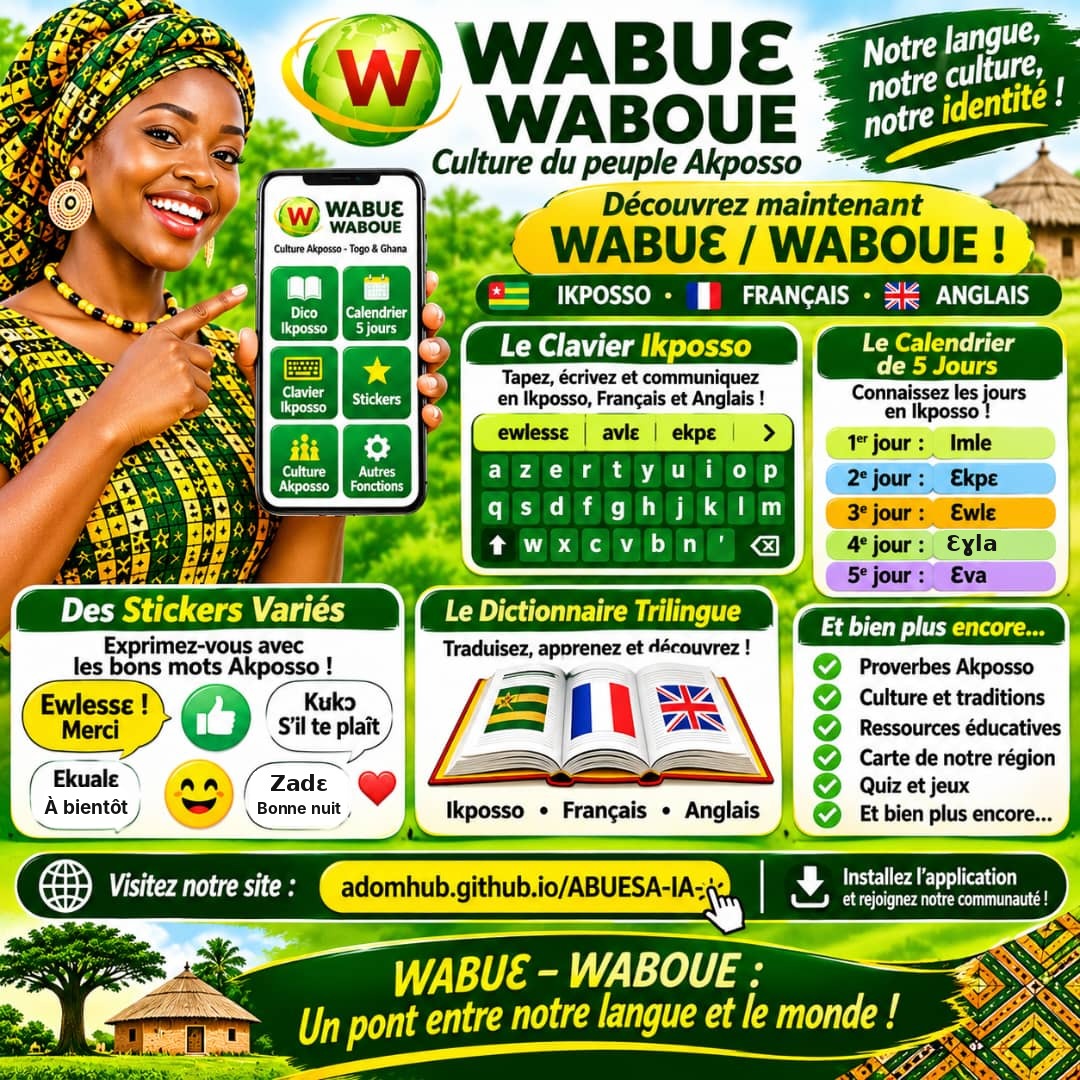 W
WABUƐ
WABOUE
Culture du peuple Akposso
Notre langue,
notre culture,
notre identité !
Découvrez maintenant
WABUƐ / WABOUE !
IKPOSSO • FRANÇAIS • ANGLAIS
W
WABUƐ
WABOUE
Culture Akposso - Togo & Ghana
Dico
Ikposso
Calendrier
5 jours
Clavier
Ikposso
Stickers
Culture
Akposso
Autres
Fonctions
Le Clavier Ikposso
Tapez, écrivez et communiquez
en Ikposso, Français et Anglais !
ewlessɛ | avlɛ | ekpɛ |
a z e r t y u i o p
q s d f g h j k l m
w x c v b n '
Le Calendrier
de 5 Jours
Connaissez les jours
en Ikposso !
1er jour : Imle
2e jour : Ɛkpɛ
3e jour : Ɛwlɛ
4e jour : Ɛɣla
5e jour : Ɛva
Des Stickers Variés
Exprimez-vous avec
les bons mots Akposso !
Ewlessɛ !
Merci
Kukɔ
S'il te plaît
Ekualɛ
À bientôt
Zadɛ
Bonne nuit
Le Dictionnaire Trilingue
Traduisez, apprenez et découvrez !
Ikposso • Français • Anglais
Et bien plus encore...
Proverbes Akposso
Culture et traditions
Ressources éducatives
Carte de notre région
Quiz et jeux
Et bien plus encore...
Visitez notre site :
adomhub.github.io/ABUESA-IA-
Installez l'application
et rejoignez notre communauté !
WABUƐ – WABOUE :
Un pont entre notre langue et le monde !